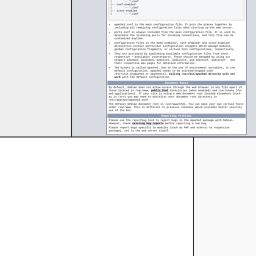 |-- conf-enabled
|       `-- *.conf
`-- sites-enabled
        `-- *.conf
apache2.conf is the main configuration file. It puts the pieces together by
including all remaining configuration files when starting up the web server.
ports.conf is always included from the main configuration file. It is used to
determine the listening ports for incoming connections, and this file can be
customized anytime.
Configuration files in the mods-enabled/, conf-enabled/ and sites-enabled/
directories contain particular configuration snippets which manage modules,
global configuration fragments, or virtual host configurations, respectively.
They are activated by symlinking available configuration files from their
respective *-available/ counterparts. These should be managed by using our
helpers a2enmod, a2dismod, a2ensite, a2dissite, and a2enconf, a2disconf . See
their respective man pages for detailed information.
The binary is called apache2. Due to the use of environment variables, in the
default configuration, apache2 needs to be started/stopped with
/etc/init.d/apache2 or apache2ctl. Calling /usr/bin/apache2 directly will not
work with the default configuration.
Document Roots
By default, Debian does not allow access through the web browser to any file apart of
those located in /var/www, public_html directories (when enabled) and /usr/share (for
web applications). If your site is using a web document root located elsewhere (such
as in /srv) you may need to whitelist your document root directory in
/etc/apache2/apache2.conf.
The default Debian document root is /var/www/html. You can make your own virtual hosts
under /var/www. This is different to previous releases which provides better security
out of the box.
Reporting Problems
Please use the reportbug tool to report bugs in the Apache2 package with Debian.
However, check existing bug reports before reporting a new bug.
Please report bugs specific to modules (such as PHP and others) to respective
packages, not to the web server itself.